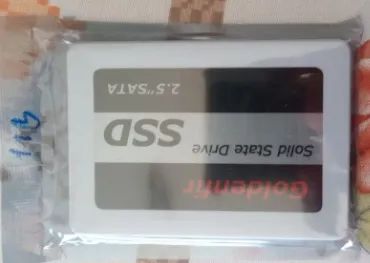 Goldenfir
Solid State Drive
SSD
2.5"SATA